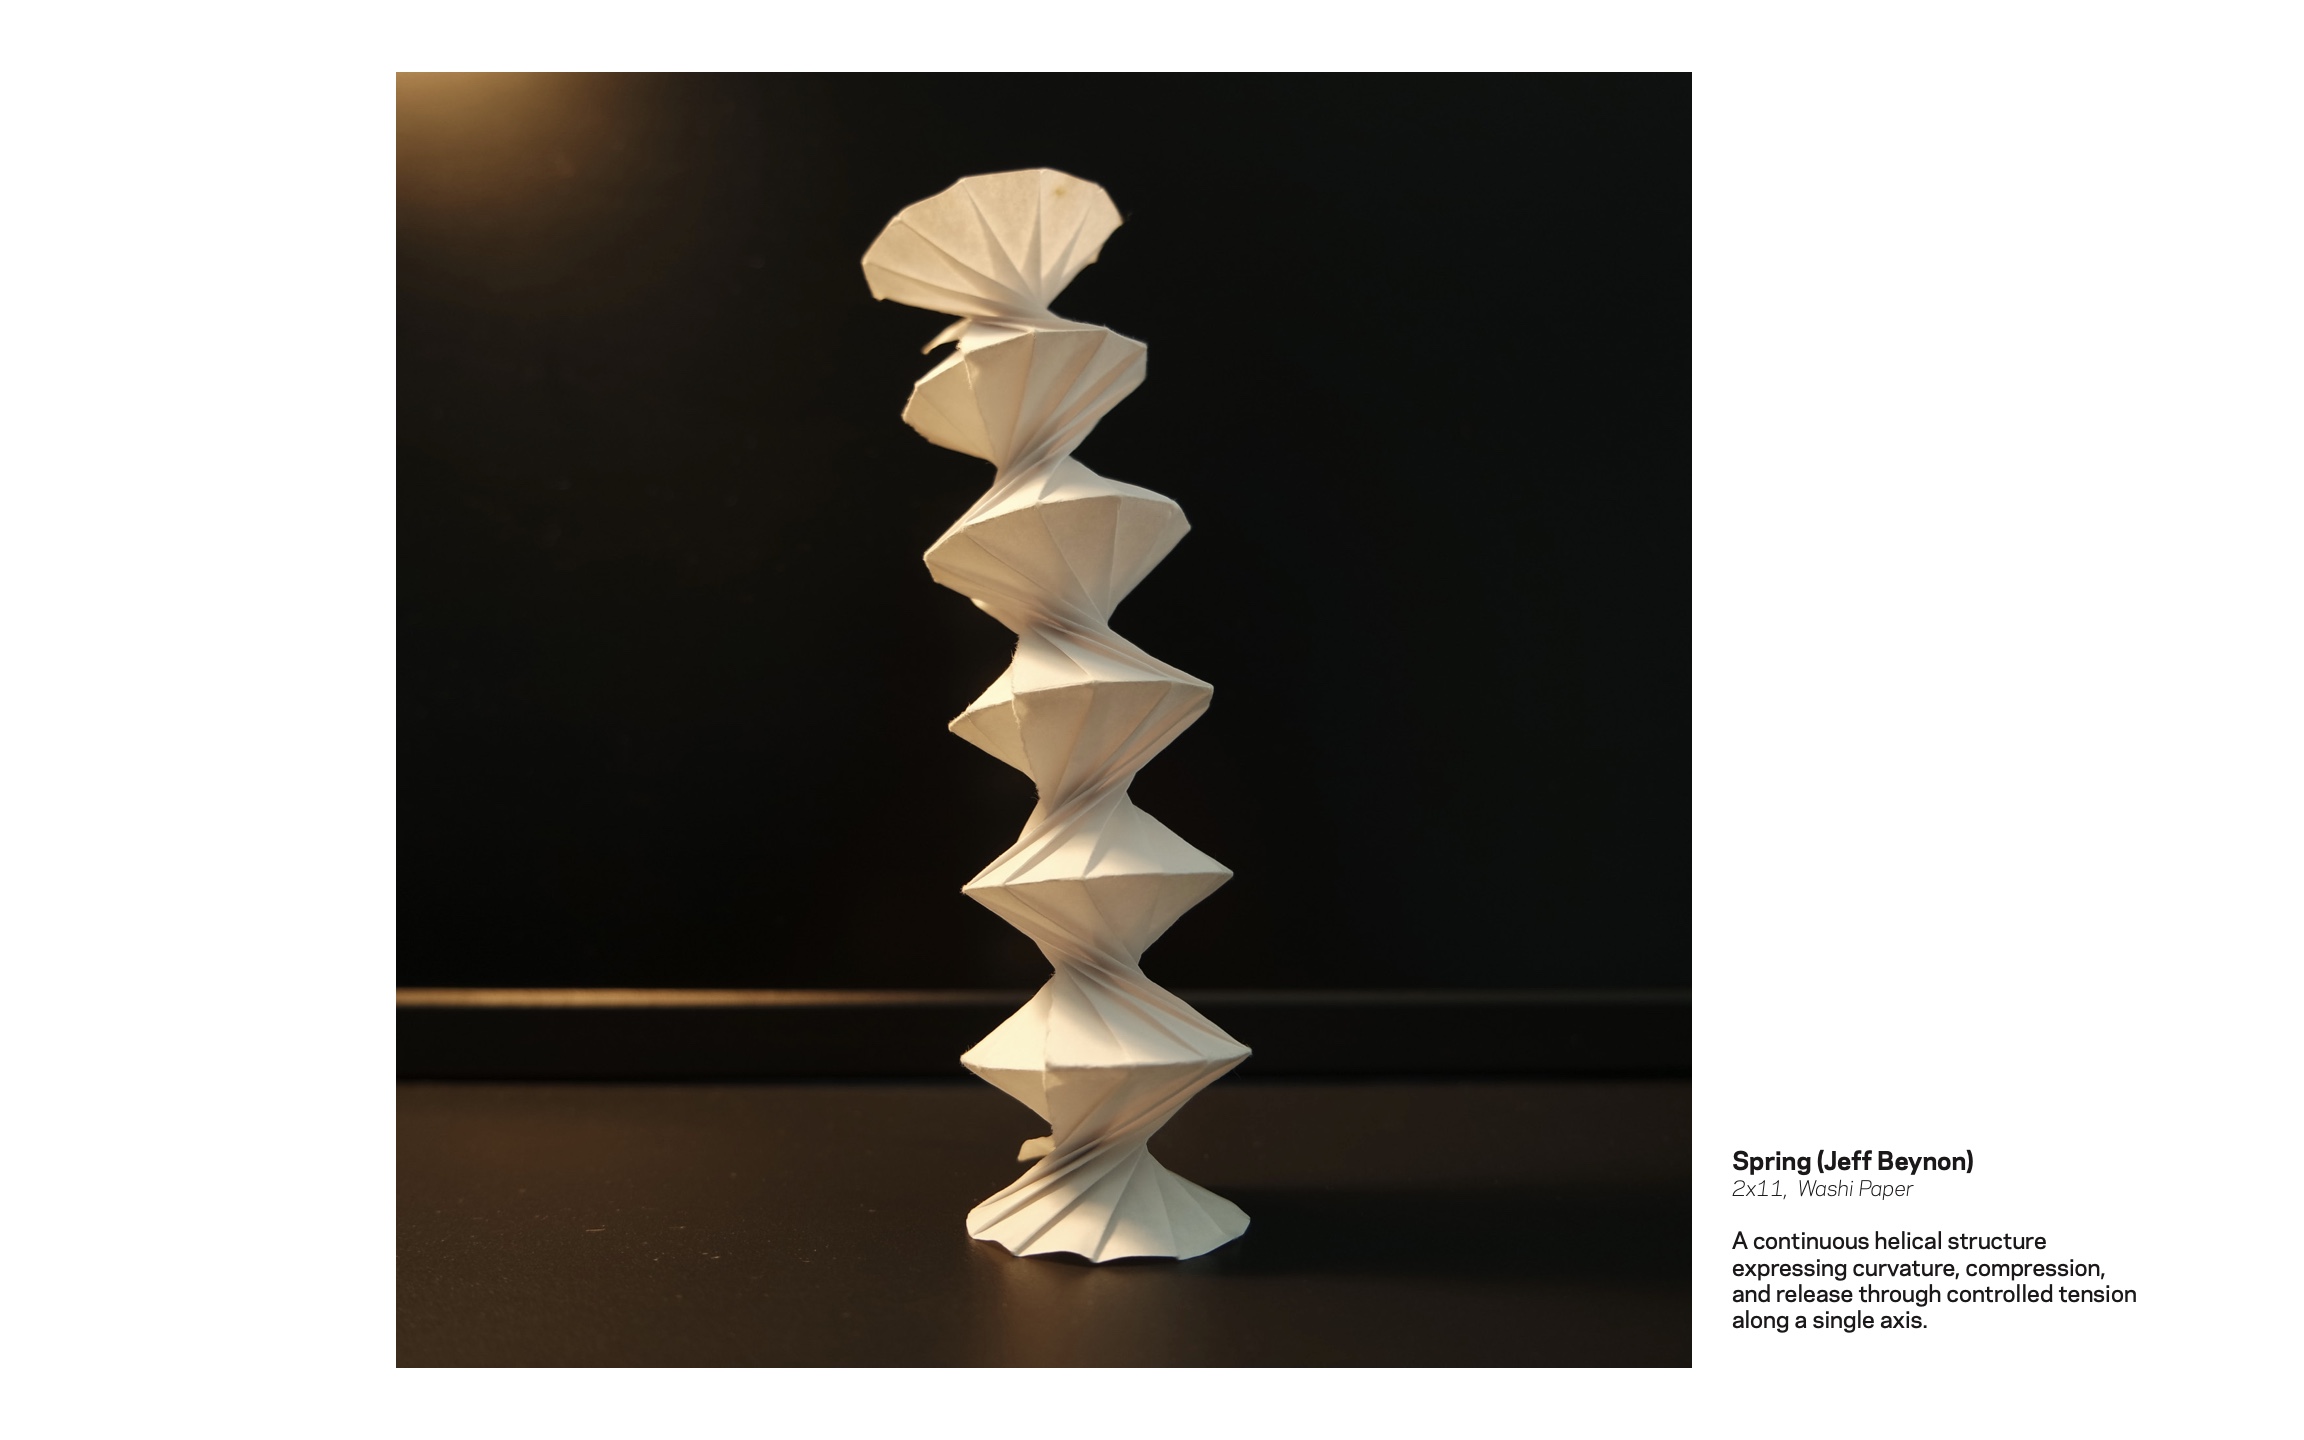 Spring (Jeff Beynon)
2x11, Washi Paper
A continuous helical structure
expressing curvature, compression,
and release through controlled tension
along a single axis.